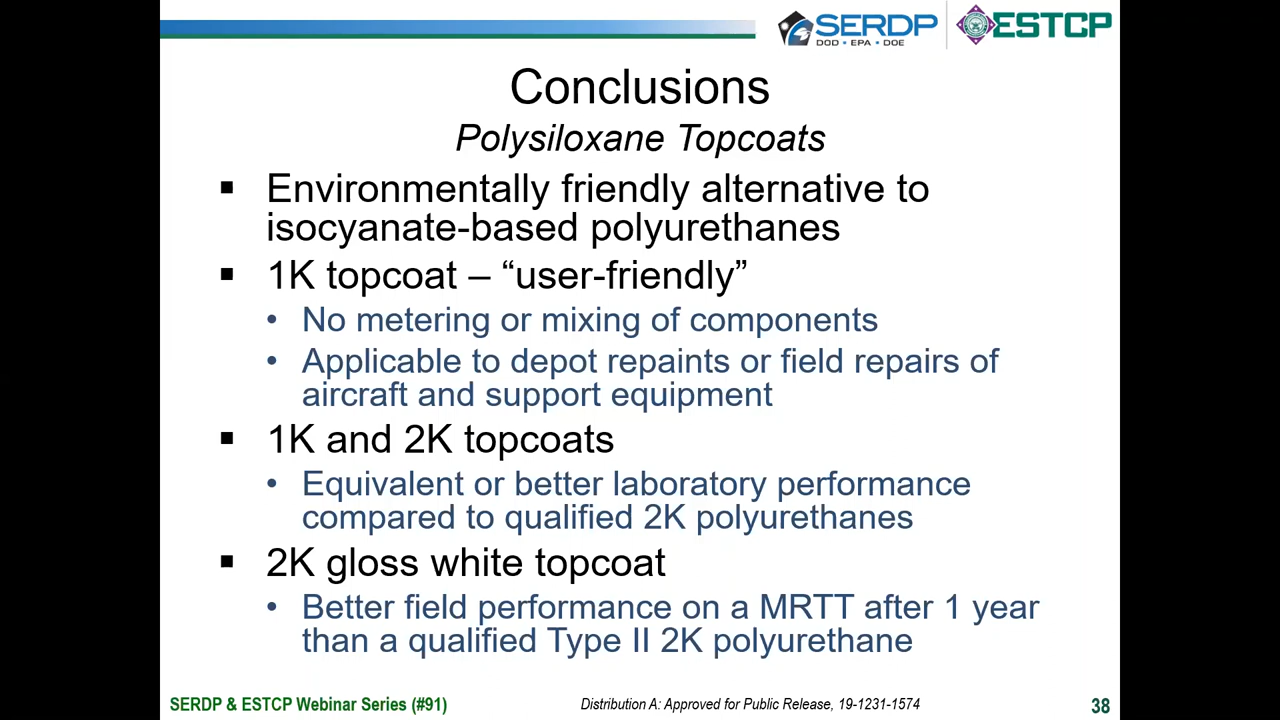 SERDP
DOD • EPA • DOE
ESTCP
Conclusions
Polysiloxane Topcoats
▪ Environmentally friendly alternative to
isocyanate-based polyurethanes
▪ 1K topcoat – “user-friendly”
• No metering or mixing of components
• Applicable to depot repaints or field repairs of
aircraft and support equipment
▪ 1K and 2K topcoats
• Equivalent or better laboratory performance
compared to qualified 2K polyurethanes
▪ 2K gloss white topcoat
• Better field performance on a MRTT after 1 year
than a qualified Type II 2K polyurethane
SERDP & ESTCP Webinar Series (#91)
Distribution A: Approved for Public Release, 19-1231-1574
38